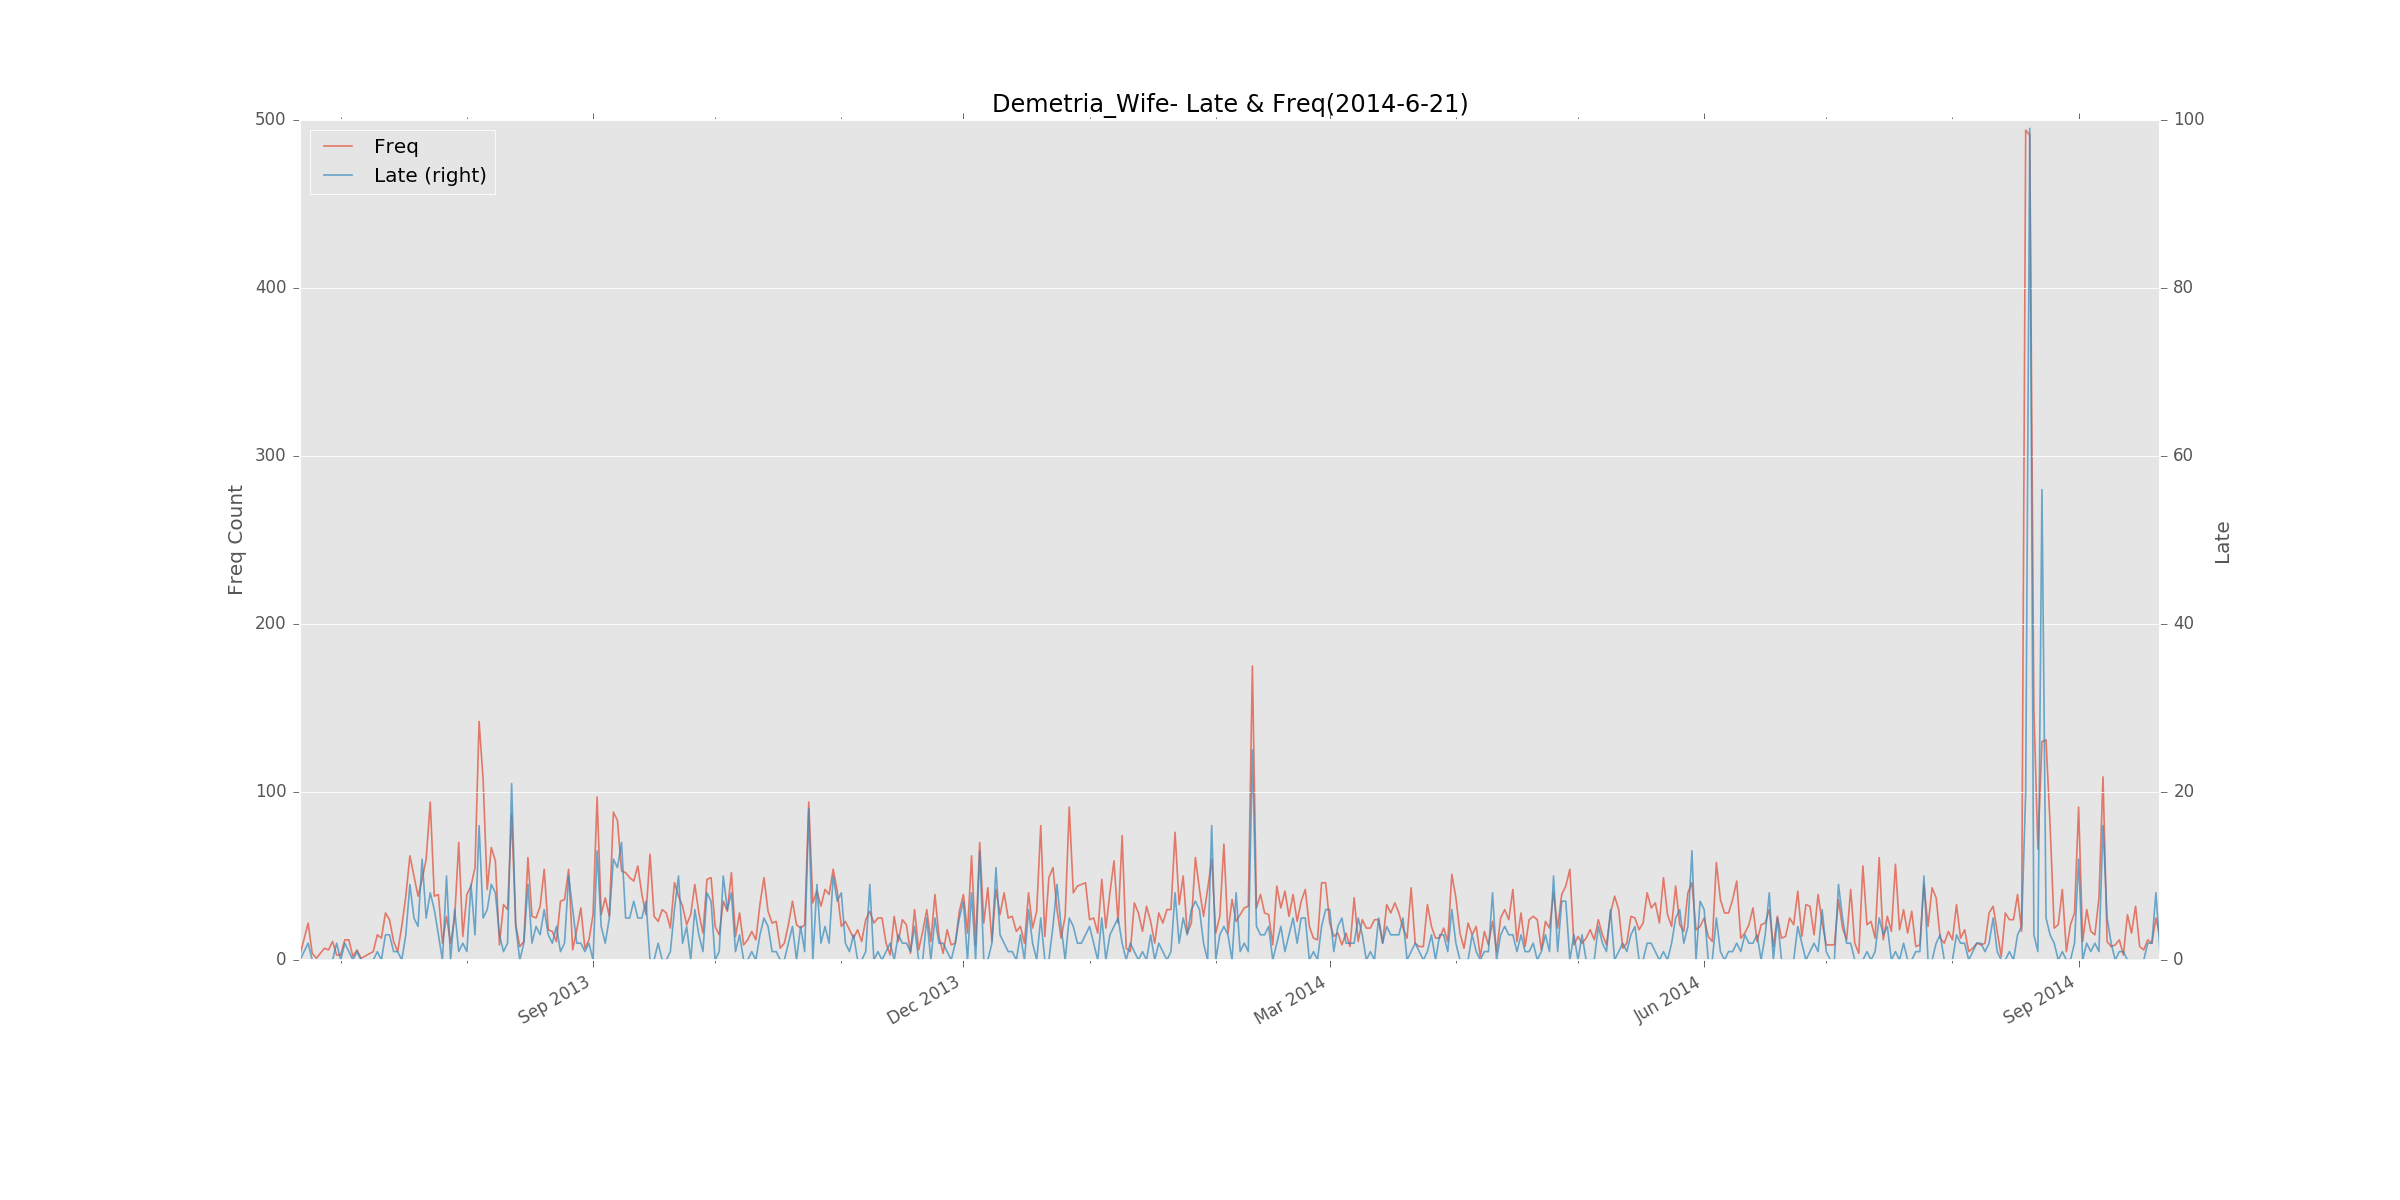 Demetria_Wife- Late & Freq(2014-6-21)
Freq
Late (right)
500
400
300
200
100
0
Freq Count
100
80
60
40
20
0
Late
Sep 2013
Dec 2013
Mar 2014
Jun 2014
Sep 2014